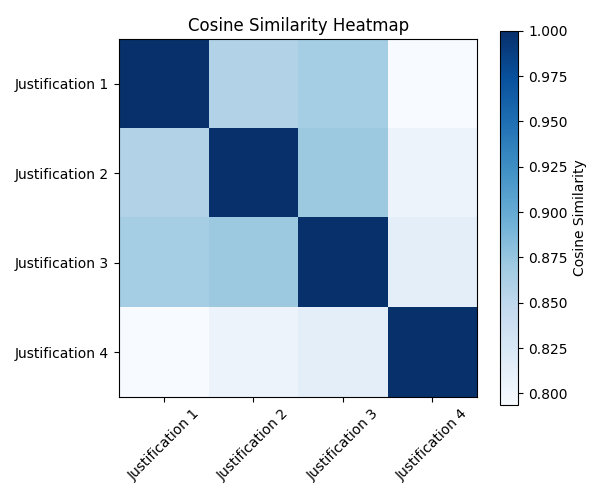 Cosine Similarity Heatmap
Justification 1
Justification 2
Justification 3
Justification 4
Justification 1
Justification 2
Justification 3
Justification 4
1.000
0.975
0.950
0.925
0.900
0.875
0.850
0.825
0.800
Cosine Similarity